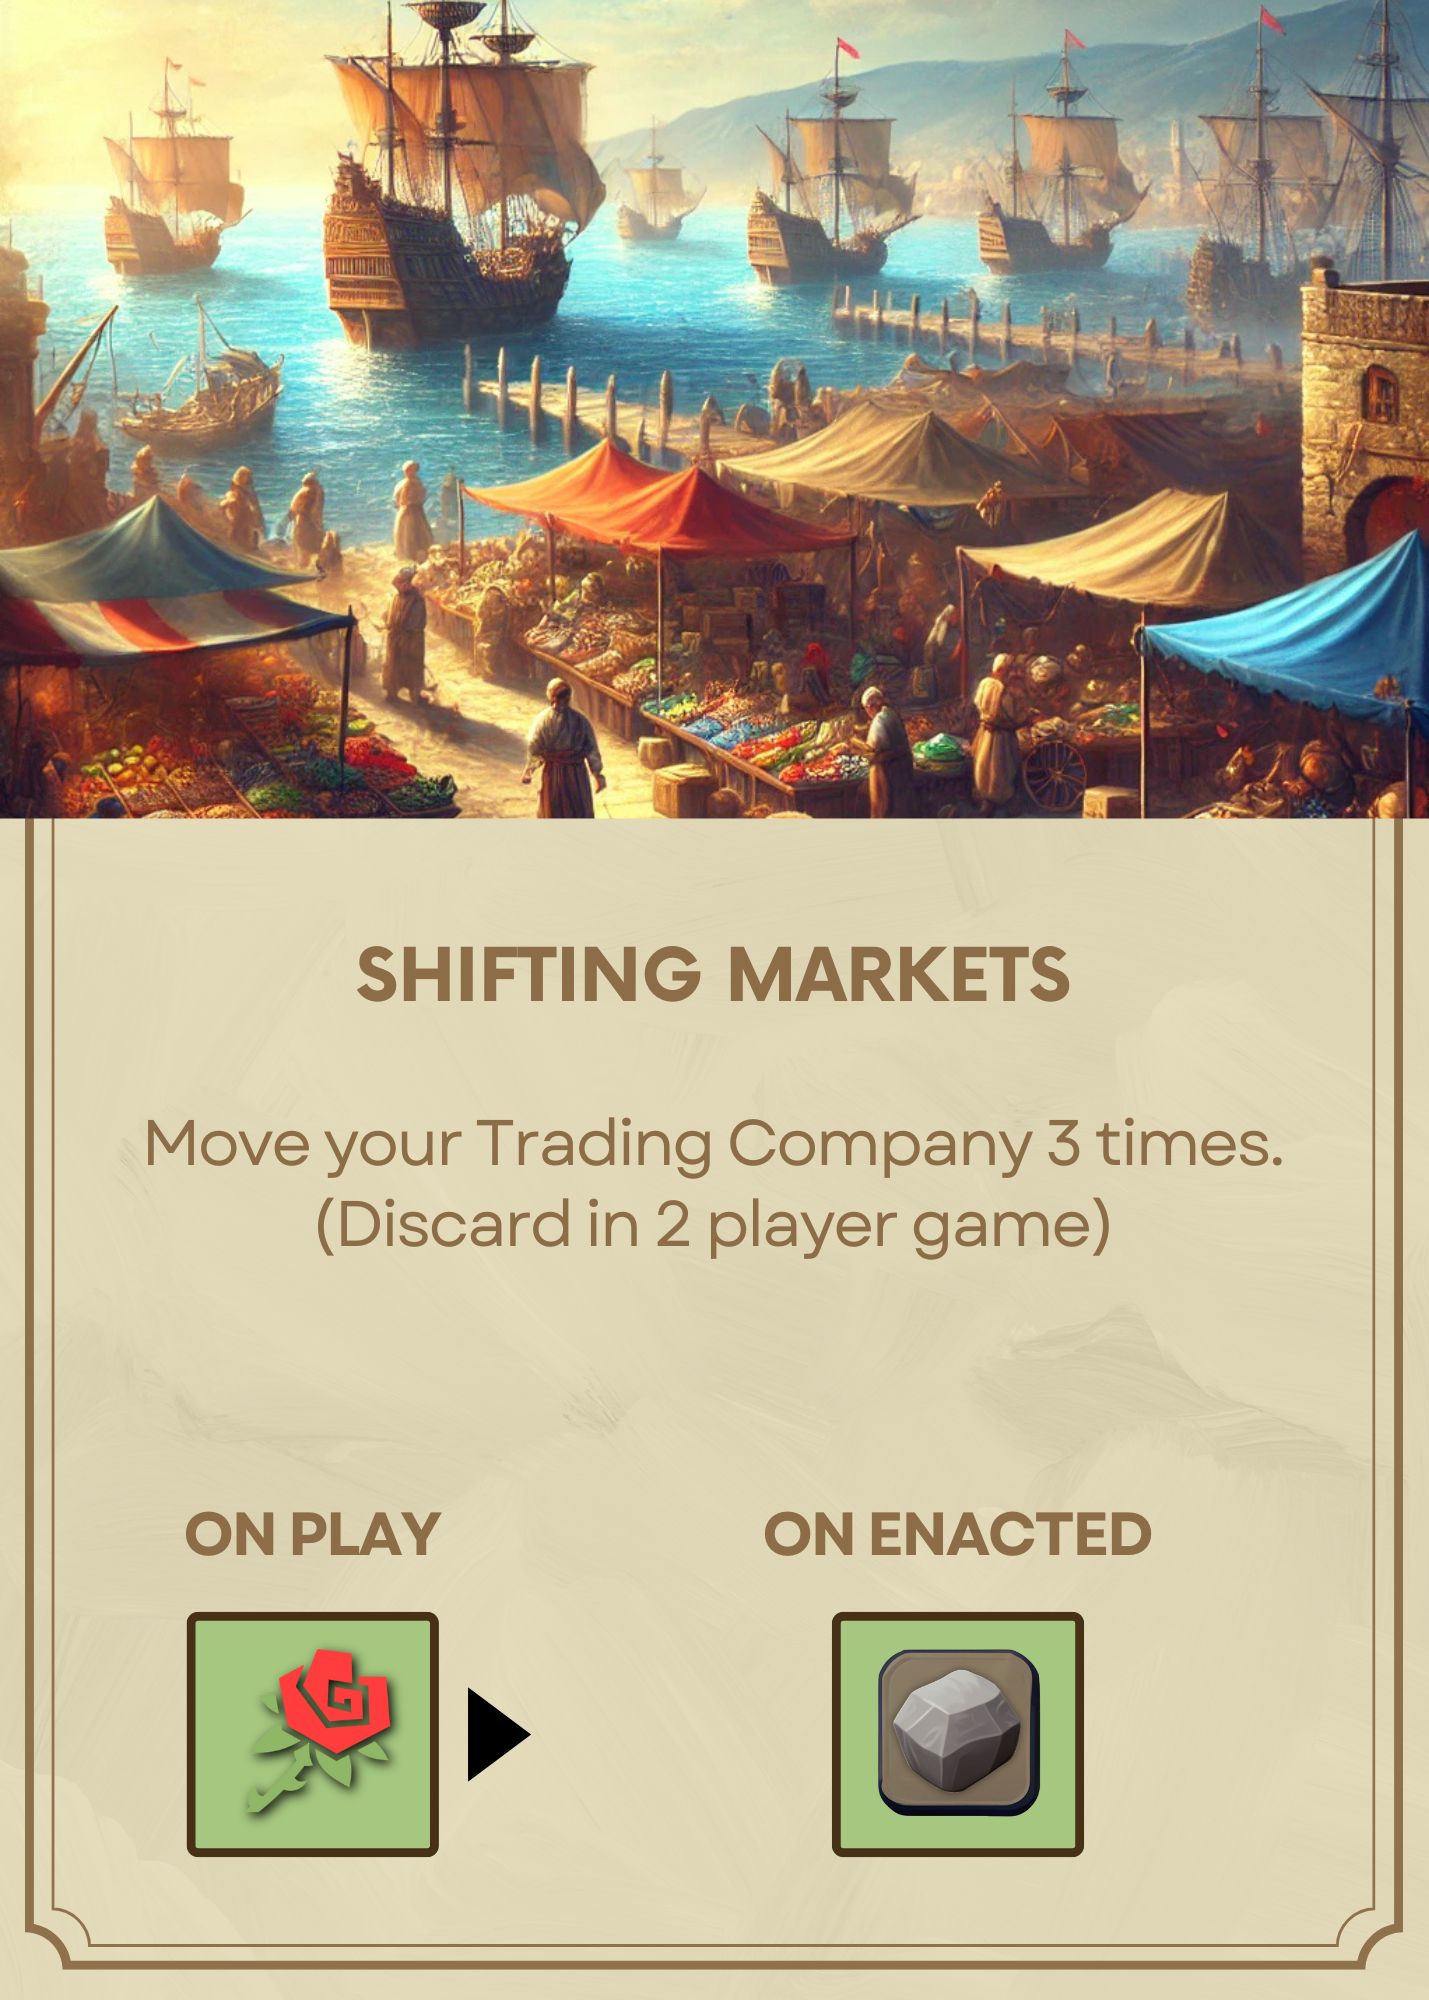 SHIFTING MARKETS
Move your Trading Company 3 times.
(Discard in 2 player game)
ON PLAY
ON ENACTED